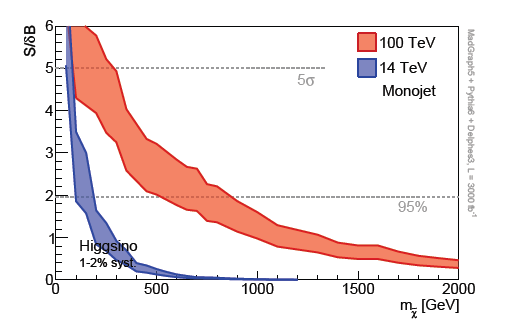 S/δB
6
5
4
3
2
1
0
100 TeV
14 TeV
Monojet
5σ
95%
Higgsino
1-2% syst.
0
500
1000
1500
2000
m_χ̃ [GeV]
MadGraph5 + Pythia6 + Delphes3, L = 3000 fb⁻¹